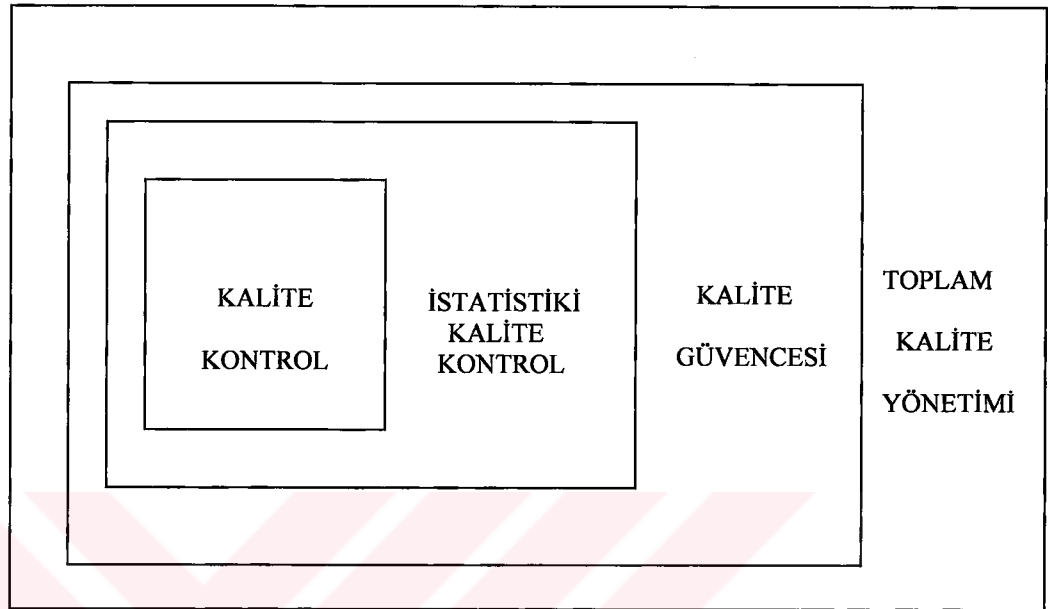 KALİTE
KONTROL
İSTATİSTİKİ
KALİTE
KONTROL
KALİTE
GÜVENCESİ
TOPLAM
KALİTE
YÖNETİMİ